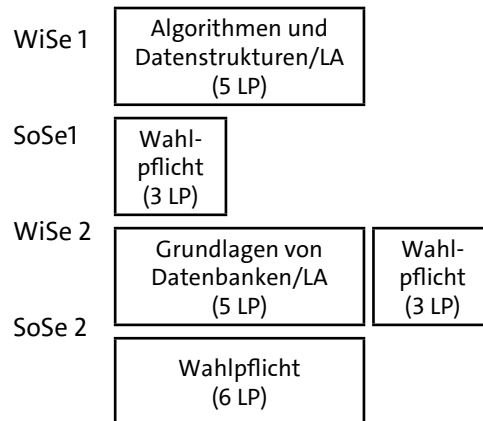 WiSe 1
Algorithmen und
Datenstrukturen/LA
(5 LP)
SoSe1
Wahl-
pflicht
(3 LP)
WiSe 2
Grundlagen von
Datenbanken/LA
(5 LP)
Wahl-
pflicht
(3 LP)
SoSe 2
Wahlpflicht
(6 LP)